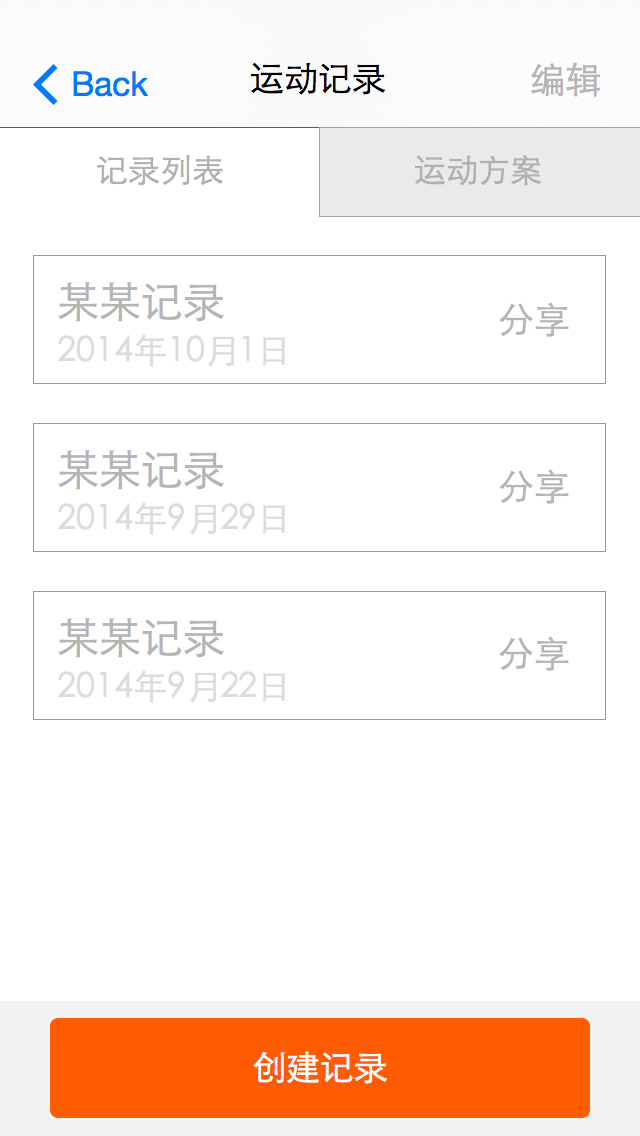 Back 运动记录 编辑
记录列表 运动方案
某某记录
2014年10月1日
分享
某某记录
2014年9月29日
分享
某某记录
2014年9月22日
分享
创建记录